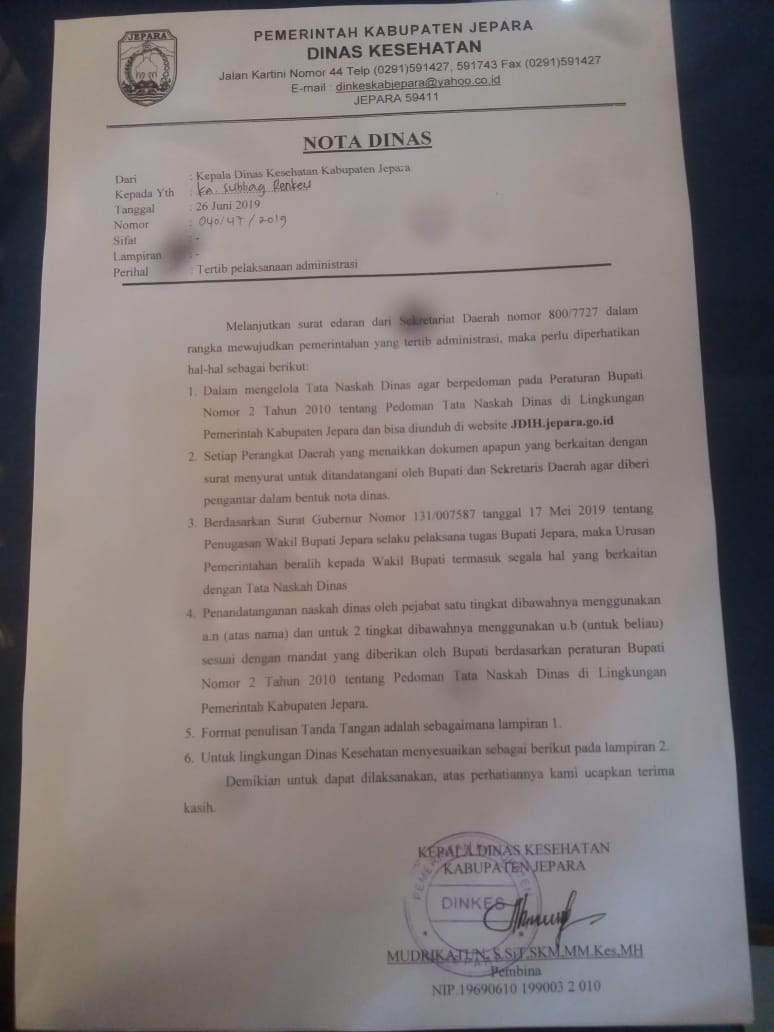 JEPARA
PEMERINTAH KABUPATEN JEPARA
DINAS KESEHATAN
Jalan Kartini Nomor 44 Telp (0291)591427, 591743 Fax (0291)591427
E-mail : dinkeskabjepara@yahoo.co.id
JEPARA 59411
NOTA DINAS
Dari : Kepala Dinas Kesehatan Kabupaten Jepara
Kepada Yth : Ka. Subbag Renkeu
Tanggal : 26 Juni 2019
Nomor : 040/47/2019
Sifat : -
Lampiran : -
Perihal : Tertib pelaksanaan administrasi
Melanjutkan surat edaran dari Sekretariat Daerah nomor 800/7727 dalam
rangka mewujudkan pemerintahan yang tertib administrasi, maka perlu diperhatikan
hal-hal sebagai berikut:
1. Dalam mengelola Tata Naskah Dinas agar berpedoman pada Peraturan Bupati
Nomor 2 Tahun 2010 tentang Pedoman Tata Naskah Dinas di Lingkungan
Pemerintah Kabupaten Jepara dan bisa diunduh di website JDIH.jepara.go.id
2. Setiap Perangkat Daerah yang menaikkan dokumen apapun yang berkaitan dengan
surat menyurat untuk ditandatangani oleh Bupati dan Sekretaris Daerah agar diberi
pengantar dalam bentuk nota dinas.
3. Berdasarkan Surat Gubernur Nomor 131/007587 tanggal 17 Mei 2019 tentang
Penugasan Wakil Bupati Jepara selaku pelaksana tugas Bupati Jepara, maka Urusan
Pemerintahan beralih kepada Wakil Bupati termasuk segala hal yang berkaitan
dengan Tata Naskah Dinas
4. Penandatanganan naskah dinas oleh pejabat satu tingkat dibawahnya menggunakan
a.n (atas nama) dan untuk 2 tingkat dibawahnya menggunakan u.b (untuk beliau)
sesuai dengan mandat yang diberikan oleh Bupati berdasarkan peraturan Bupati
Nomor 2 Tahun 2010 tentang Pedoman Tata Naskah Dinas di Lingkungan
Pemerintah Kabupaten Jepara.
5. Format penulisan Tanda Tangan adalah sebagaimana lampiran 1.
6. Untuk lingkungan Dinas Kesehatan menyesuaikan sebagai berikut pada lampiran 2.
Demikian untuk dapat dilaksanakan, atas perhatiannya kami ucapkan terima
kasih.
KEPALA DINAS KESEHATAN
KABUPATEN JEPARA
DINKES
MUDRIKATUN, S.SiT,SKM,MM.Kes,MH
Pembina
NIP.19690610 199003 2 010